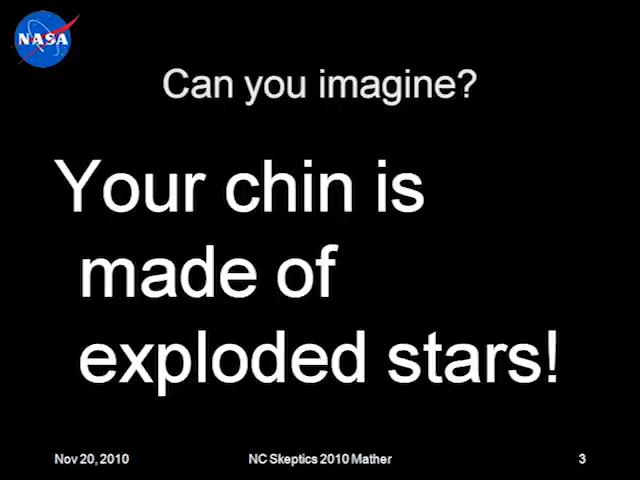 NASA
Can you imagine?
Your chin is
made of
exploded stars!
Nov 20, 2010 NC Skeptics 2010 Mather 3